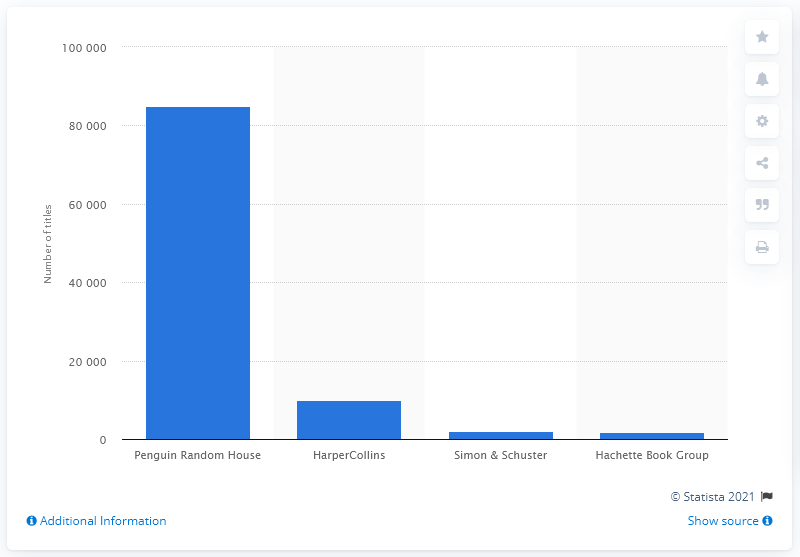 100 000
80 000
60 000
40 000
20 000
0
Number of titles
Penguin Random House
HarperCollins
Simon & Schuster
Hachette Book Group
© Statista 2021
Additional Information
Show source